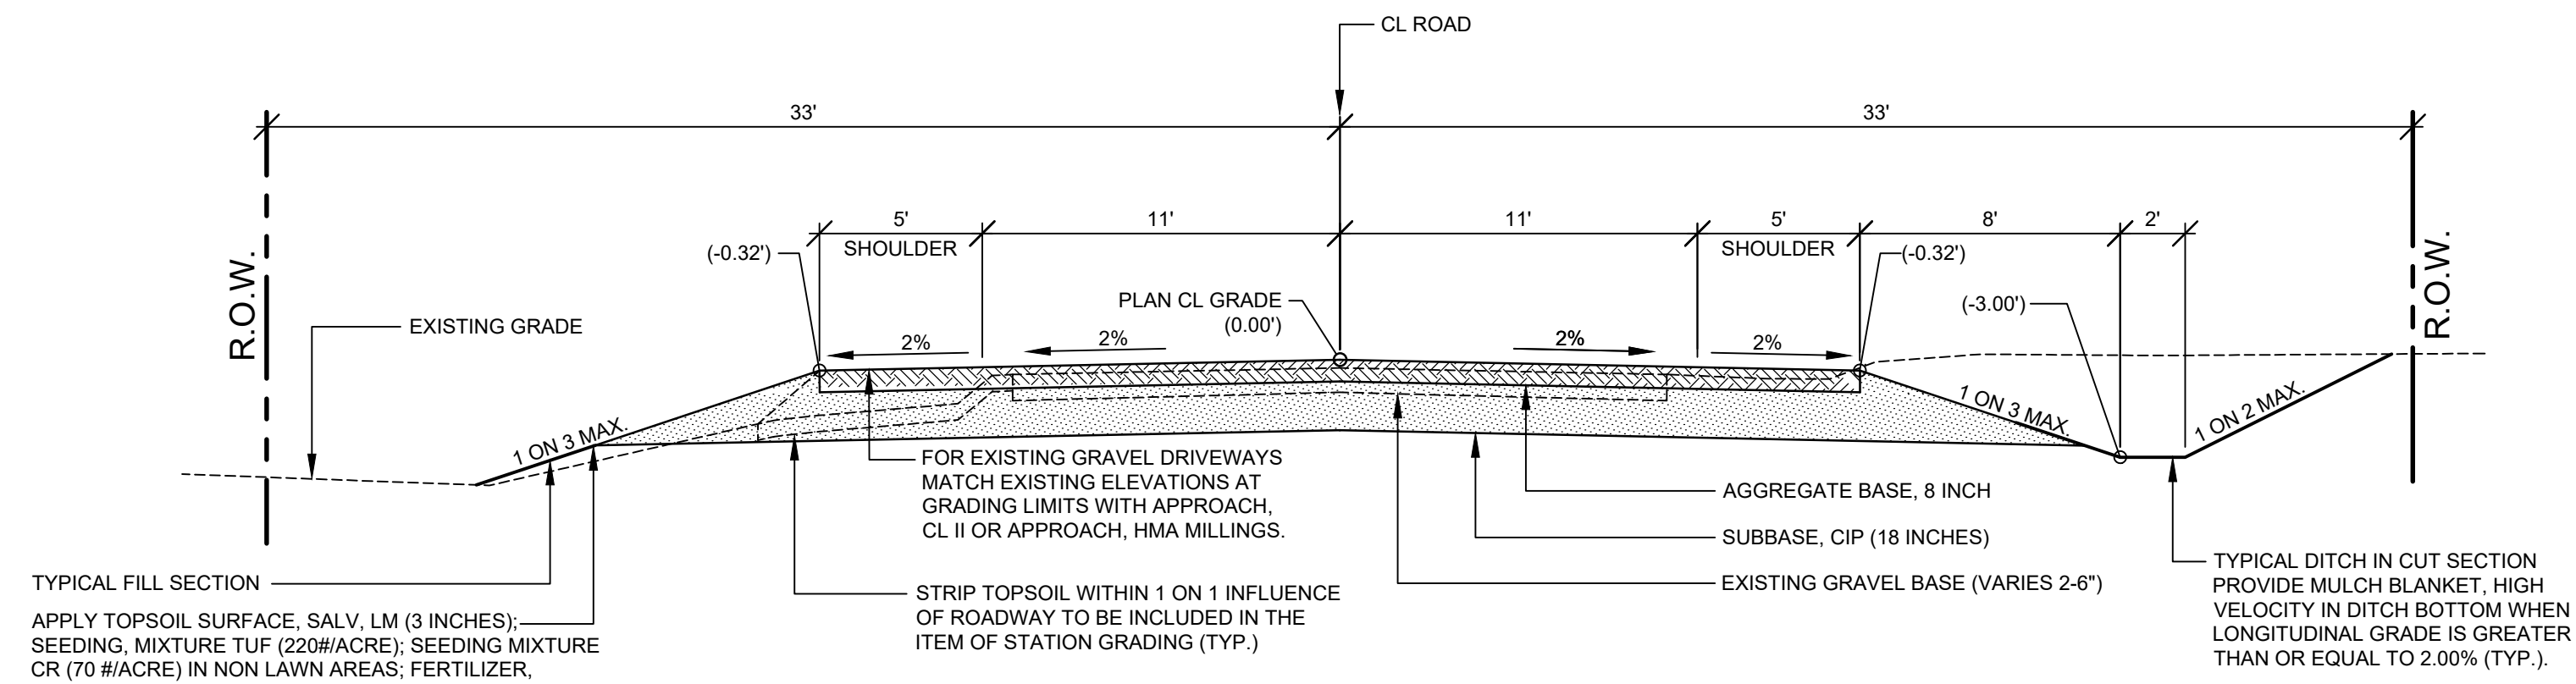 CL ROAD
33'
33'
5'
11'
11'
5'
8'
2'
SHOULDER
SHOULDER
(-0.32')
(-0.32')
R.O.W.
R.O.W.
PLAN CL GRADE
(0.00')
(-3.00')
EXISTING GRADE
2%
2%
2%
2%
1 ON 3 MAX.
1 ON 3 MAX.
1 ON 2 MAX.
FOR EXISTING GRAVEL DRIVEWAYS
MATCH EXISTING ELEVATIONS AT
GRADING LIMITS WITH APPROACH,
CL II OR APPROACH, HMA MILLINGS.
AGGREGATE BASE, 8 INCH
SUBBASE, CIP (18 INCHES)
EXISTING GRAVEL BASE (VARIES 2-6")
TYPICAL FILL SECTION
APPLY TOPSOIL SURFACE, SALV, LM (3 INCHES);
SEEDING, MIXTURE TUF (220#/ACRE); SEEDING MIXTURE
CR (70 #/ACRE) IN NON LAWN AREAS; FERTILIZER,
STRIP TOPSOIL WITHIN 1 ON 1 INFLUENCE
OF ROADWAY TO BE INCLUDED IN THE
ITEM OF STATION GRADING (TYP.)
TYPICAL DITCH IN CUT SECTION
PROVIDE MULCH BLANKET, HIGH
VELOCITY IN DITCH BOTTOM WHEN
LONGITUDINAL GRADE IS GREATER
THAN OR EQUAL TO 2.00% (TYP.).